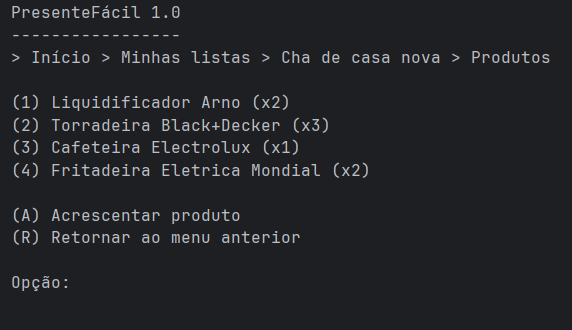 PresenteFácil 1.0
-----------------
> Início > Minhas listas > Cha de casa nova > Produtos
(1) Liquidificador Arno (x2)
(2) Torradeira Black+Decker (x3)
(3) Cafeteira Electrolux (x1)
(4) Fritadeira Eletrica Mondial (x2)
(A) Acrescentar produto
(R) Retornar ao menu anterior
Opção: